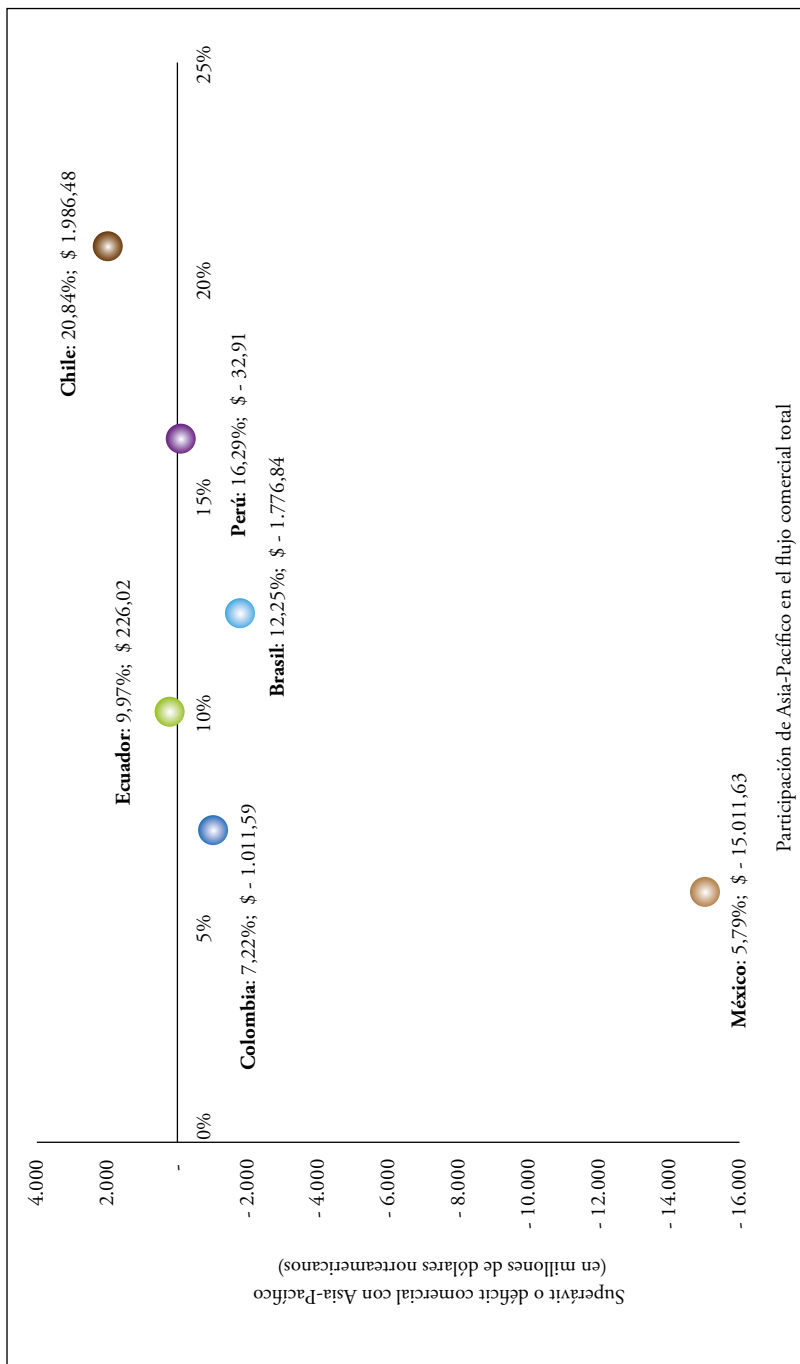 Superávit o déficit comercial con Asia-Pacífico
(en millones de dólares norteamericanos)
4.000
2.000
-
- 2.000
- 4.000
- 6.000
- 8.000
- 10.000
- 12.000
- 14.000
- 16.000
0%
5%
10%
15%
20%
25%
Chile: 20,84%; $ 1.986,48
Ecuador: 9,97%; $ 226,02
Perú: 16,29%; $ - 32,91
Brasil: 12,25%; $ - 1.776,84
Colombia: 7,22%; $ - 1.011,59
México: 5,79%; $ - 15.011,63
Participación de Asia-Pacífico en el flujo comercial total